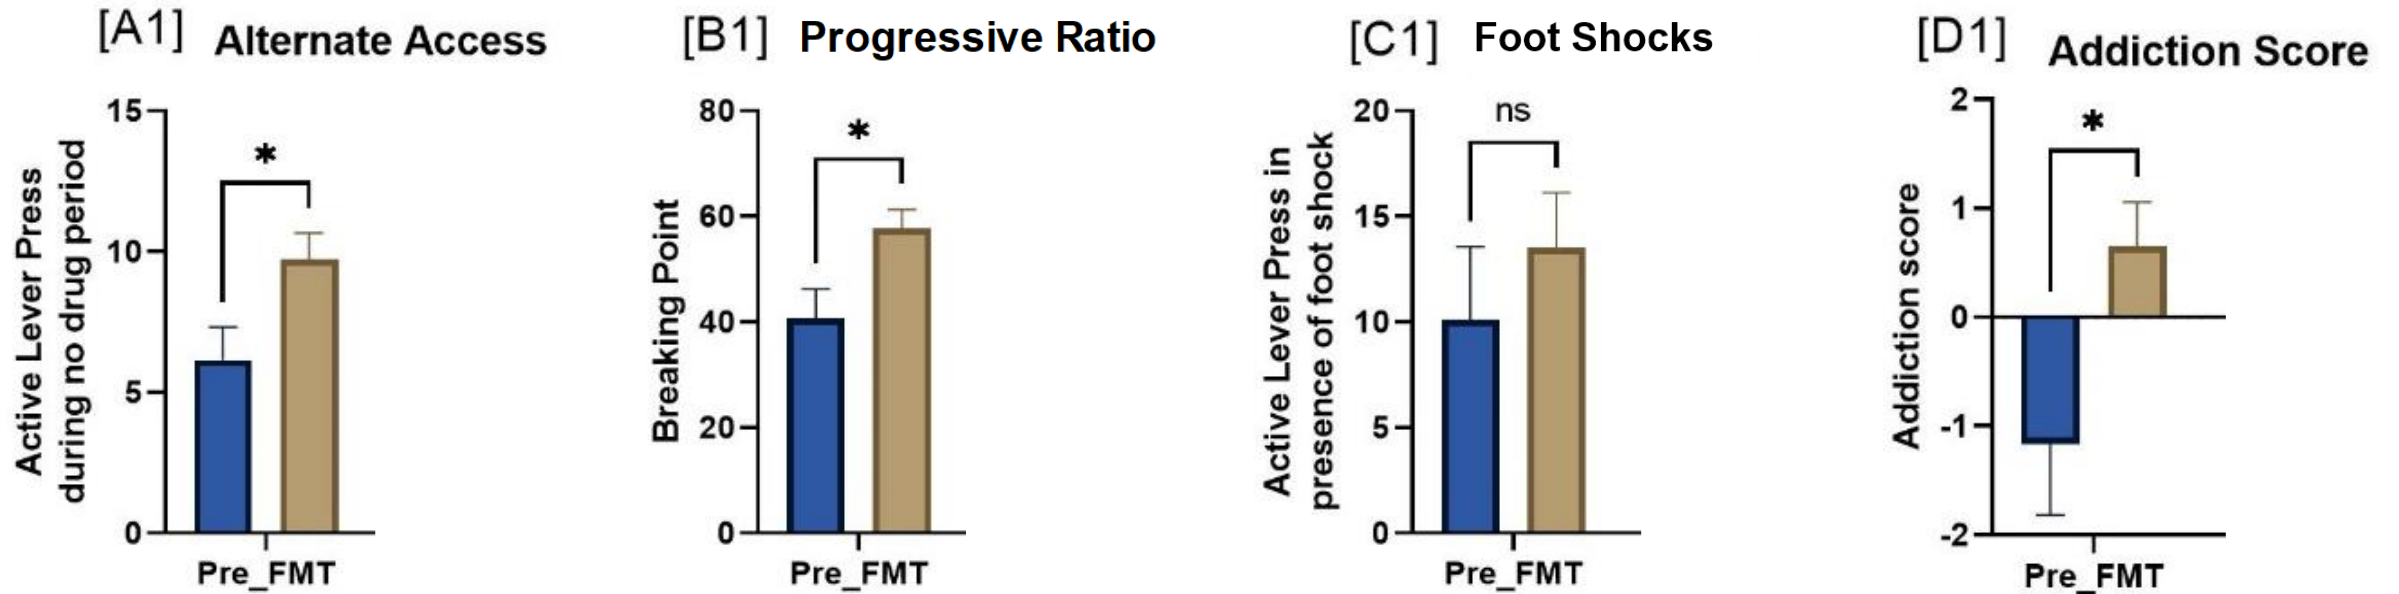 [A1] Alternate Access
15
10
5
0
Active Lever Press
during no drug period
*
Pre_FMT
[B1] Progressive Ratio
80
60
40
20
0
Breaking Point
*
Pre_FMT
[C1] Foot Shocks
20
15
10
5
0
Active Lever Press in
presence of foot shock
ns
Pre_FMT
[D1] Addiction Score
2
1
0
-1
-2
Addiction score
*
Pre_FMT